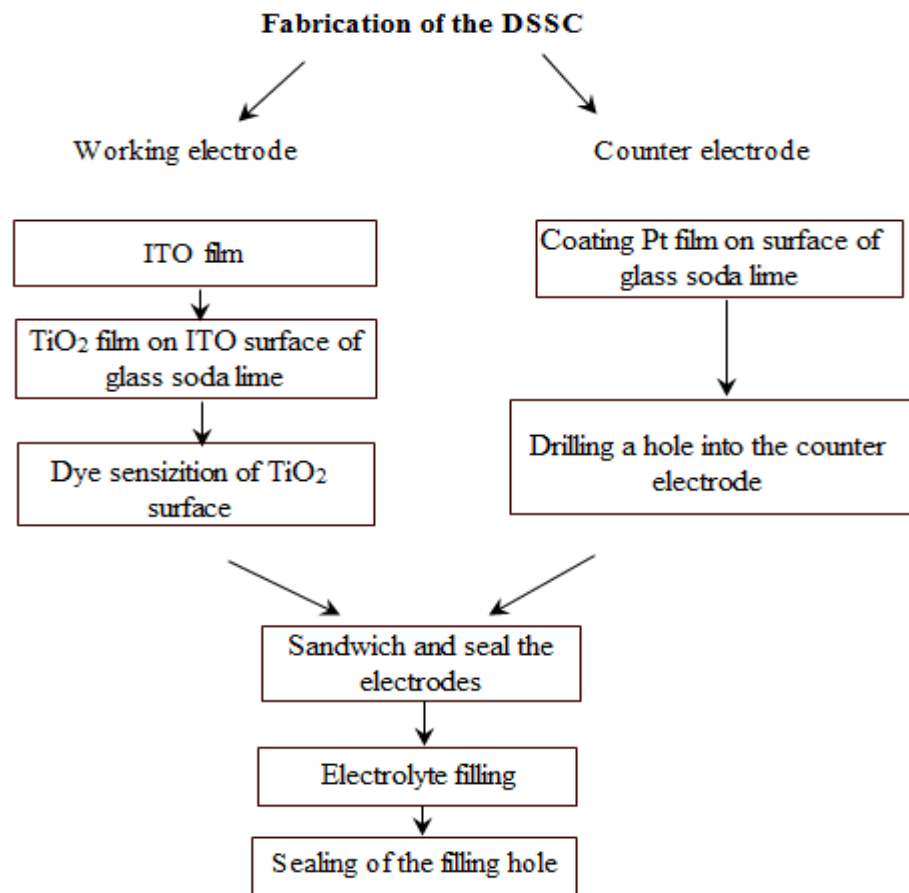 Fabrication of the DSSC
Working electrode
Counter electrode
ITO film
Coating Pt film on surface of
glass soda lime
TiO2 film on ITO surface of
glass soda lime
Drilling a hole into the counter
electrode
Dye sensizition of TiO2
surface
Sandwich and seal the
electrodes
Electrolyte filling
Sealing of the filling hole